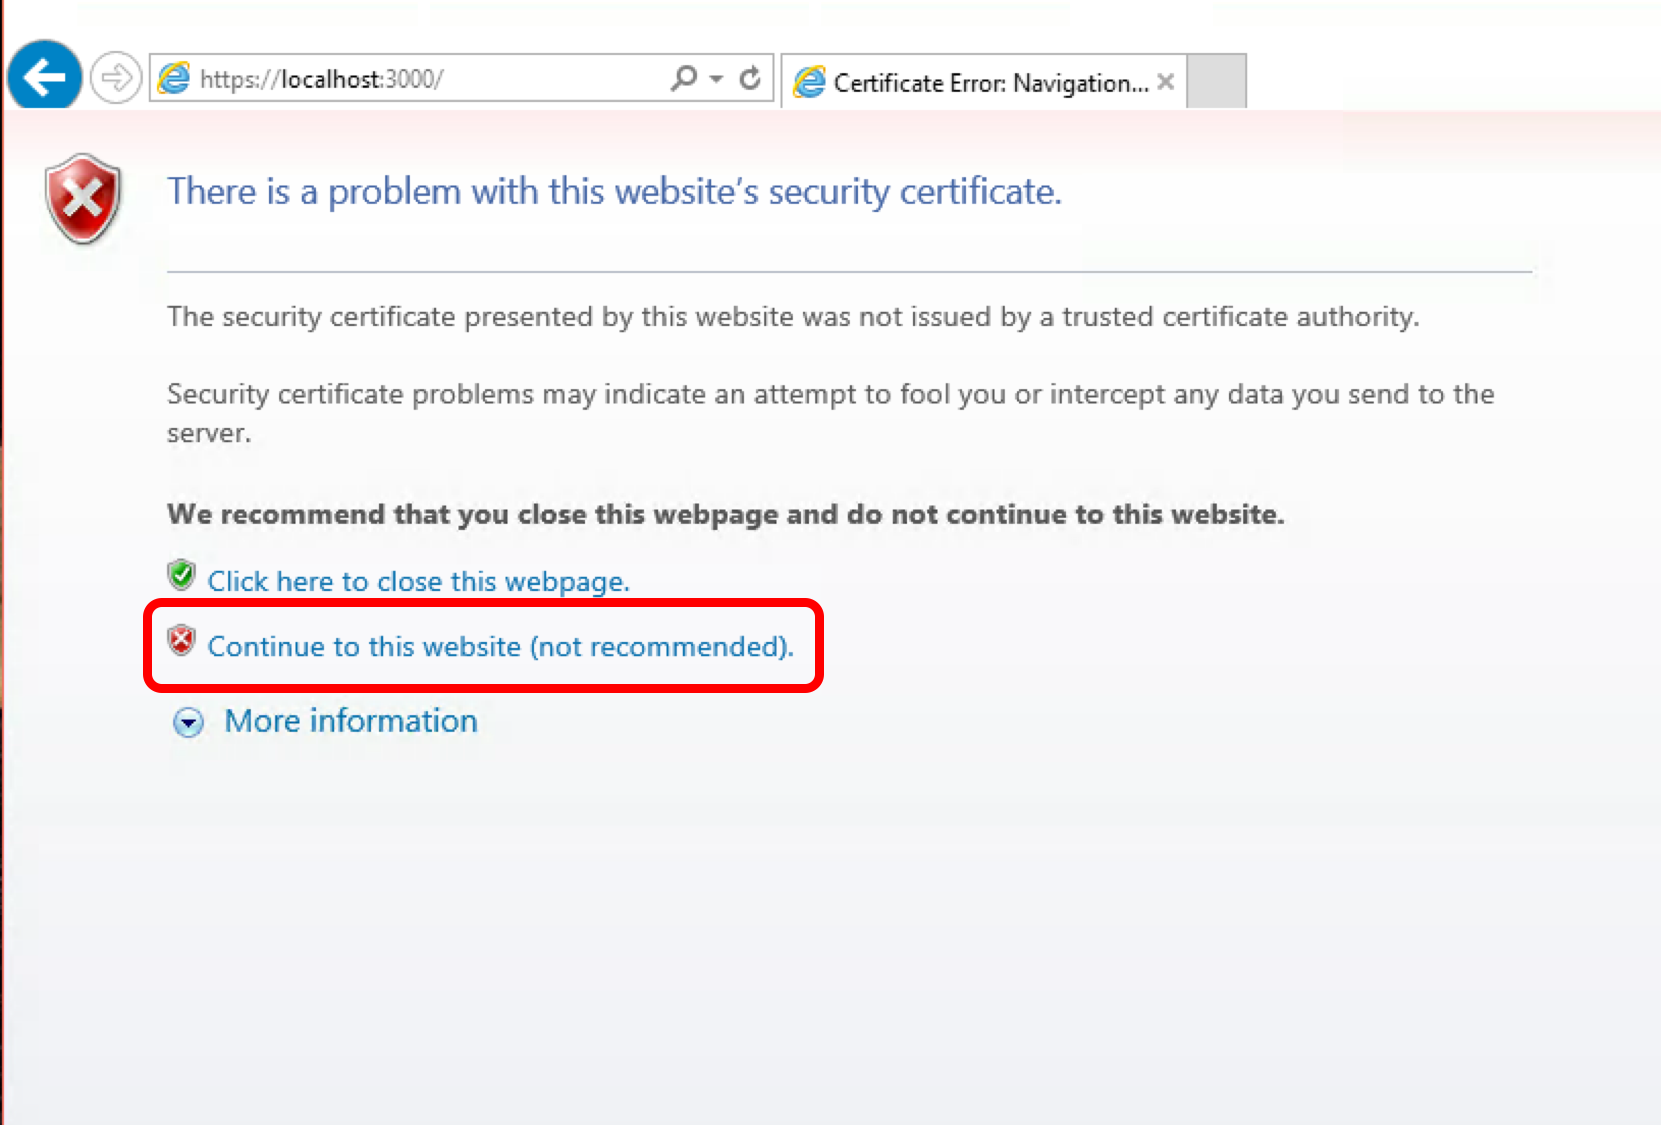 https://localhost:3000/
Certificate Error: Navigation...
There is a problem with this website's security certificate.
The security certificate presented by this website was not issued by a trusted certificate authority.
Security certificate problems may indicate an attempt to fool you or intercept any data you send to the
server.
We recommend that you close this webpage and do not continue to this website.
Click here to close this webpage.
Continue to this website (not recommended).
More information